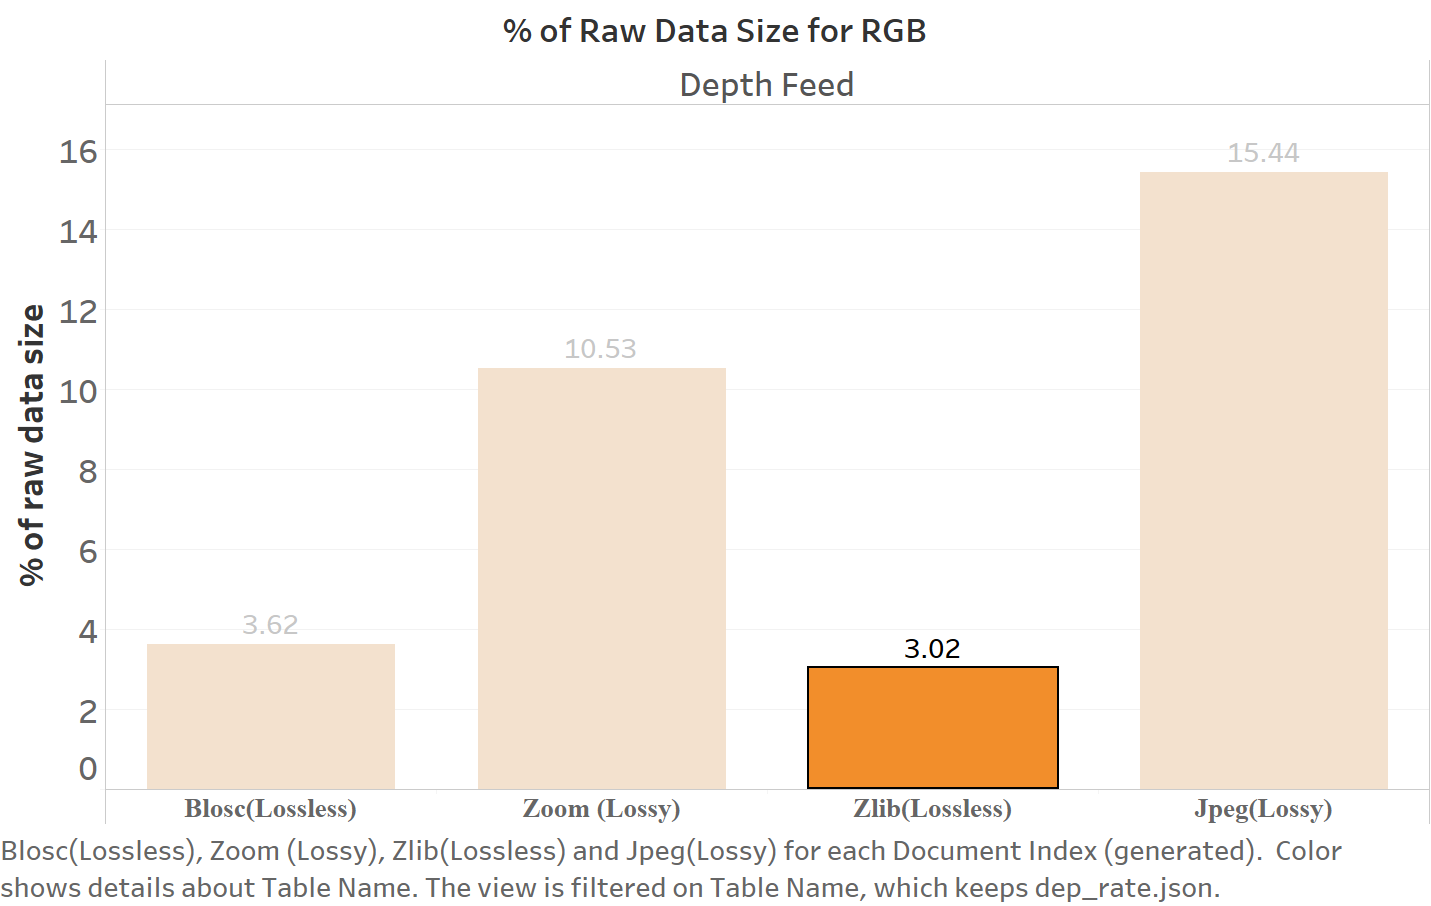 % of Raw Data Size for RGB
Depth Feed
% of raw data size
16
14
12
10
8
6
4
2
0
3.62
10.53
3.02
15.44
Blosc(Lossless)
Zoom (Lossy)
Zlib(Lossless)
Jpeg(Lossy)
Blosc(Lossless), Zoom (Lossy), Zlib(Lossless) and Jpeg(Lossy) for each Document Index (generated).  Color
shows details about Table Name. The view is filtered on Table Name, which keeps dep_rate.json.